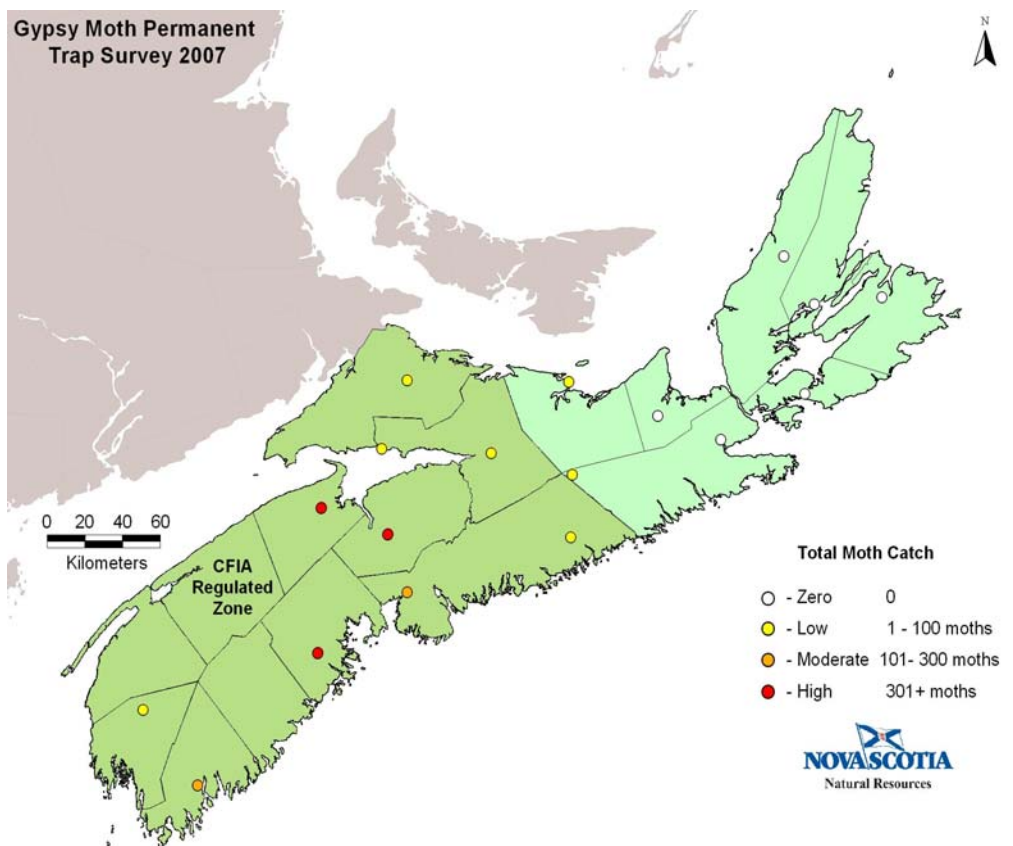 Gypsy Moth Permanent
Trap Survey 2007
N
0 20 40 60
Kilometers
CFIA
Regulated
Zone
Total Moth Catch
- Zero 0
- Low 1 - 100 moths
- Moderate 101- 300 moths
- High 301+ moths
NOVA SCOTIA
Natural Resources